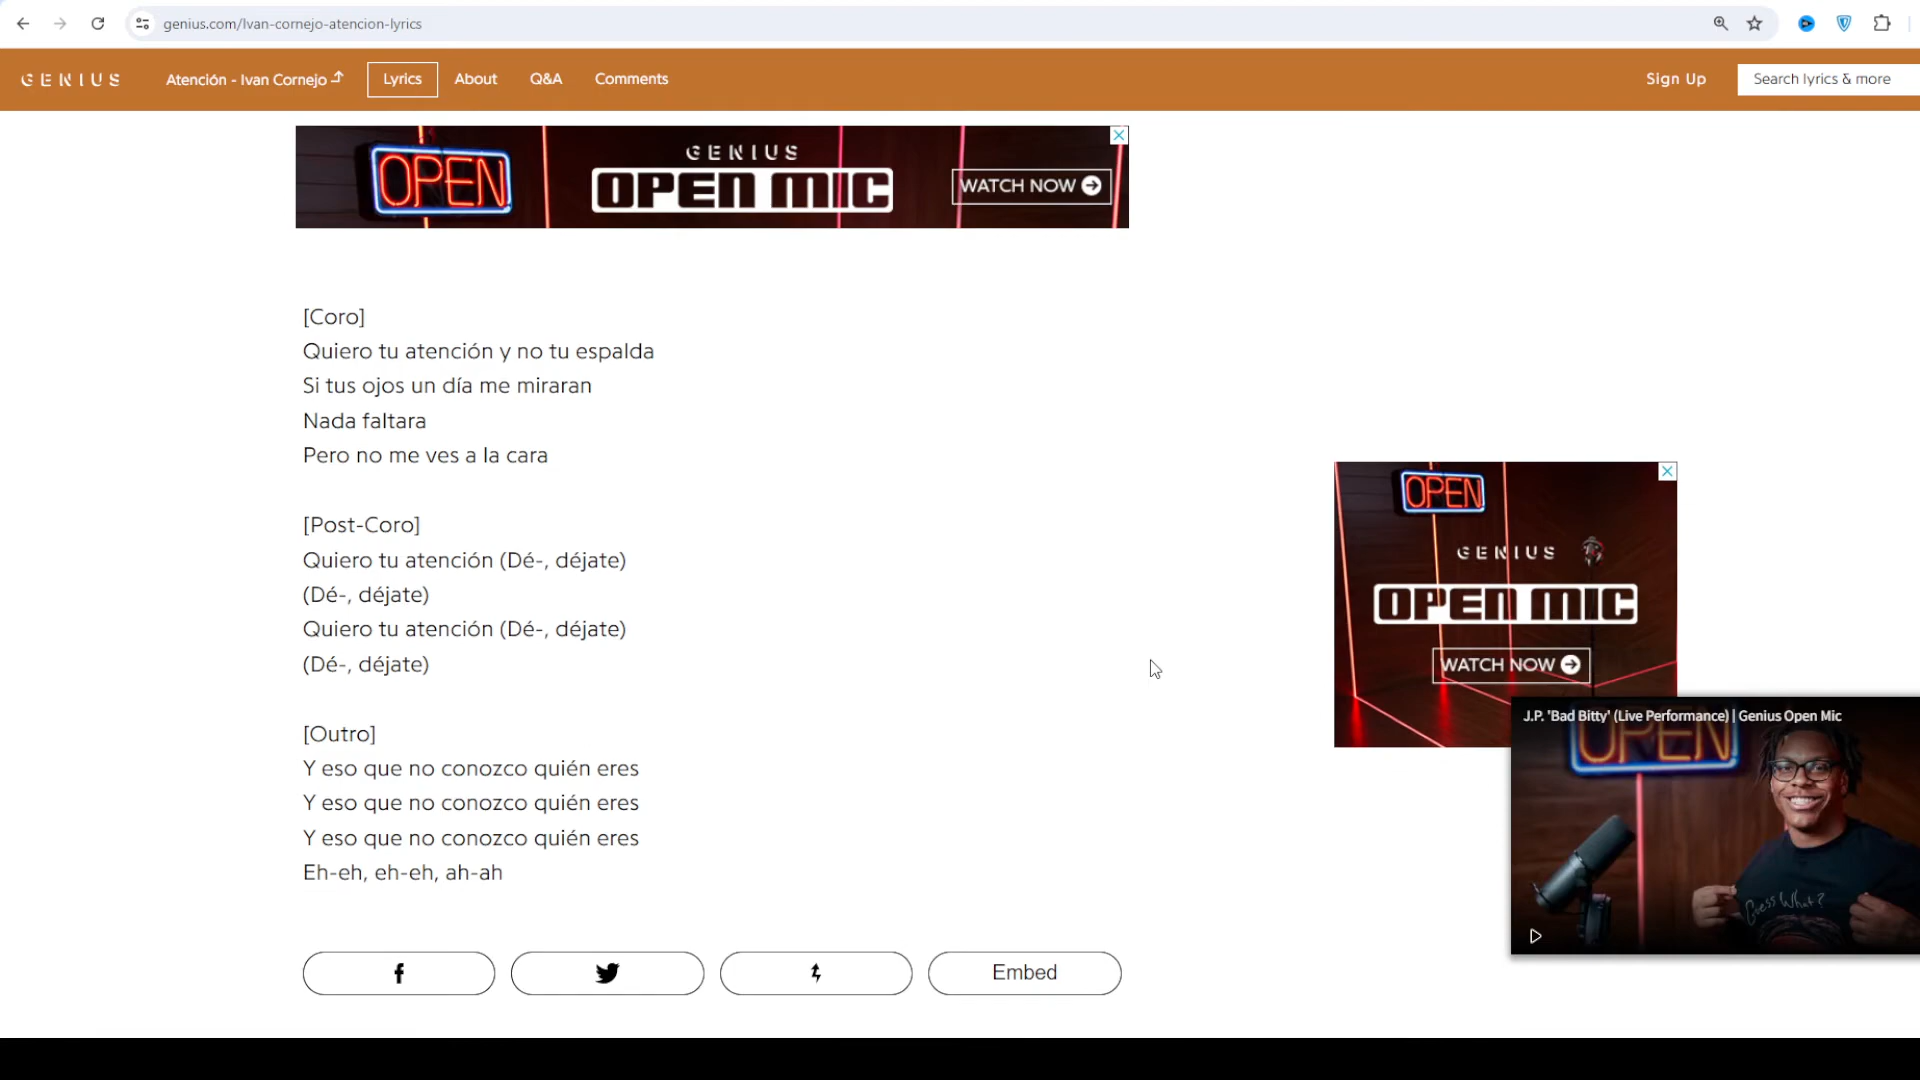 genius.com/Ivan-cornejo-atencion-lyrics
GENIUS
Atención - Ivan Cornejo
Lyrics
About
Q&A
Comments
Sign Up
Search lyrics & more
OPEN
GENIUS
OPEN MIC
WATCH NOW
[Coro]
Quiero tu atención y no tu espalda
Si tus ojos un día me miraran
Nada faltara
Pero no me ves a la cara
[Post-Coro]
Quiero tu atención (Dé-, déjate)
(Dé-, déjate)
Quiero tu atención (Dé-, déjate)
(Dé-, déjate)
[Outro]
Y eso que no conozco quién eres
Y eso que no conozco quién eres
Y eso que no conozco quién eres
Eh-eh, eh-eh, ah-ah
Embed
OPEN
GENIUS
OPEN MIC
WATCH NOW
J.P. 'Bad Bitty' (Live Performance) | Genius Open Mic
OPEN
Guess What?